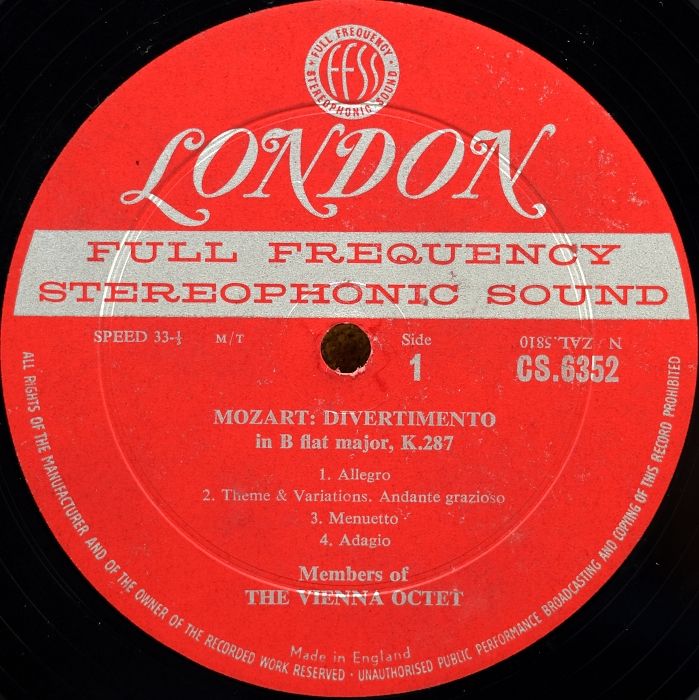 FULL FREQUENCY
FFSS
STEREOPHONIC SOUND
LONDON
FULL FREQUENCY
STEREOPHONIC SOUND
SPEED 33-⅓ M/T
Side
1
N / ZAL.5810
CS.6352
MOZART: DIVERTIMENTO
in B flat major, K.287
1. Allegro
2. Theme & Variations. Andante grazioso
3. Menuetto
4. Adagio
Members of
THE VIENNA OCTET
Made in England
ALL RIGHTS OF THE MANUFACTURER AND OF THE OWNER OF THE RECORDED WORK RESERVED · UNAUTHORISED PUBLIC PERFORMANCE BROADCASTING AND COPYING OF THIS RECORD PROHIBITED